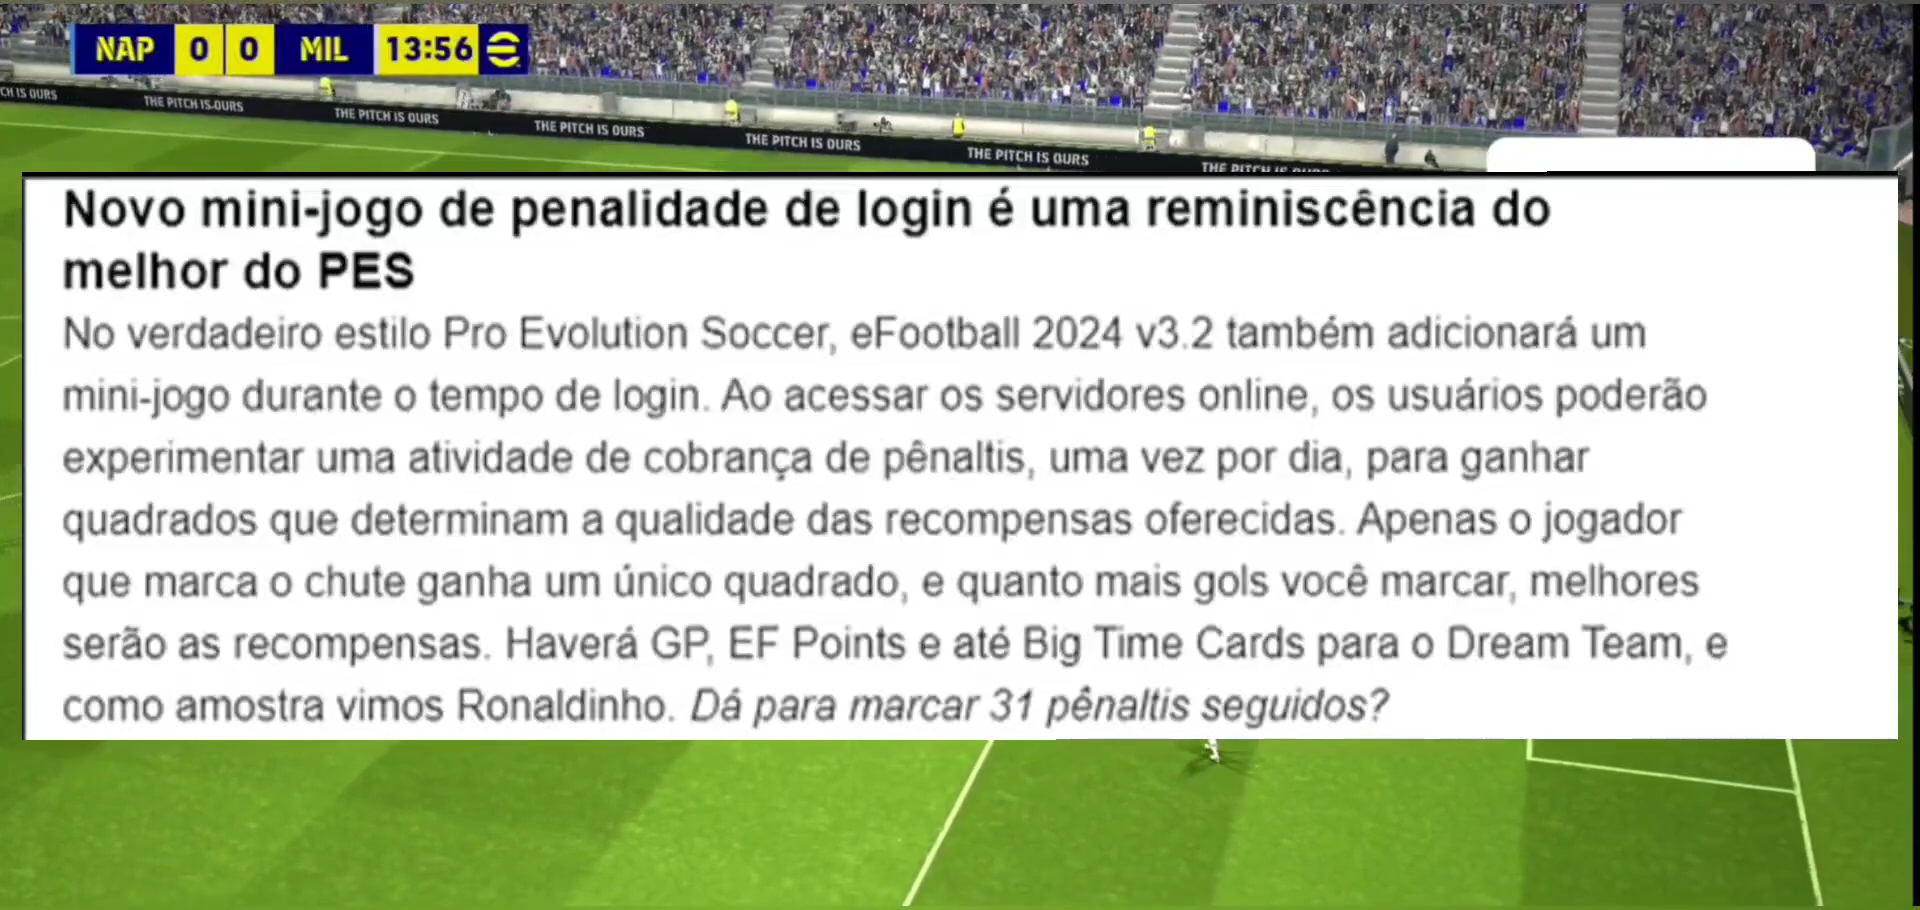 NAP 0 0 MIL 13:56
CH IS OURS THE PITCH IS OURS THE PITCH IS OURS THE PITCH IS OURS THE PITCH IS OURS THE PITCH IS OURS THE PITCH IS OURS
Novo mini-jogo de penalidade de login é uma reminiscência do
melhor do PES
No verdadeiro estilo Pro Evolution Soccer, eFootball 2024 v3.2 também adicionará um
mini-jogo durante o tempo de login. Ao acessar os servidores online, os usuários poderão
experimentar uma atividade de cobrança de pênaltis, uma vez por dia, para ganhar
quadrados que determinam a qualidade das recompensas oferecidas. Apenas o jogador
que marca o chute ganha um único quadrado, e quanto mais gols você marcar, melhores
serão as recompensas. Haverá GP, EF Points e até Big Time Cards para o Dream Team, e
como amostra vimos Ronaldinho. Dá para marcar 31 pênaltis seguidos?